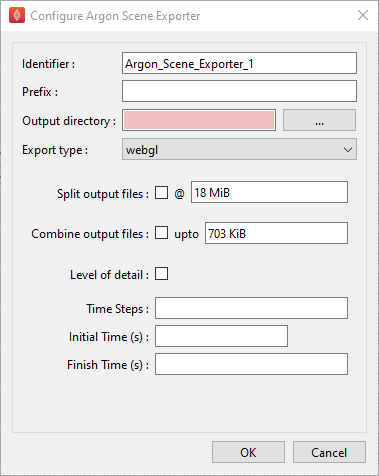 Configure Argon Scene Exporter
Identifier : Argon_Scene_Exporter_1
Prefix :
Output directory : ...
Export type : webgl
Split output files : @ 18 MiB
Combine output files : upto 703 KiB
Level of detail :
Time Steps :
Initial Time (s) :
Finish Time (s) :
OK Cancel